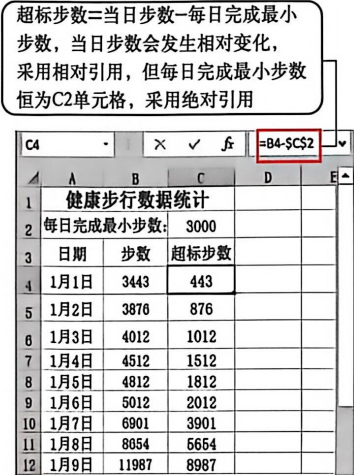 超标步数=当日步数-每日完成最小
步数，当日步数会发生相对变化，
采用相对引用，但每日完成最小步数
恒为C2单元格，采用绝对引用
C4 fx =B4-$C$2
A B C D E
1 健康步行数据统计
2 每日完成最小步数: 3000
3 日期 步数 超标步数
4 1月1日 3443 443
5 1月2日 3876 876
6 1月3日 4012 1012
7 1月4日 4512 1512
8 1月5日 4812 1812
9 1月6日 5012 2012
10 1月7日 6901 3901
11 1月8日 8654 5654
12 1月9日 11987 8987